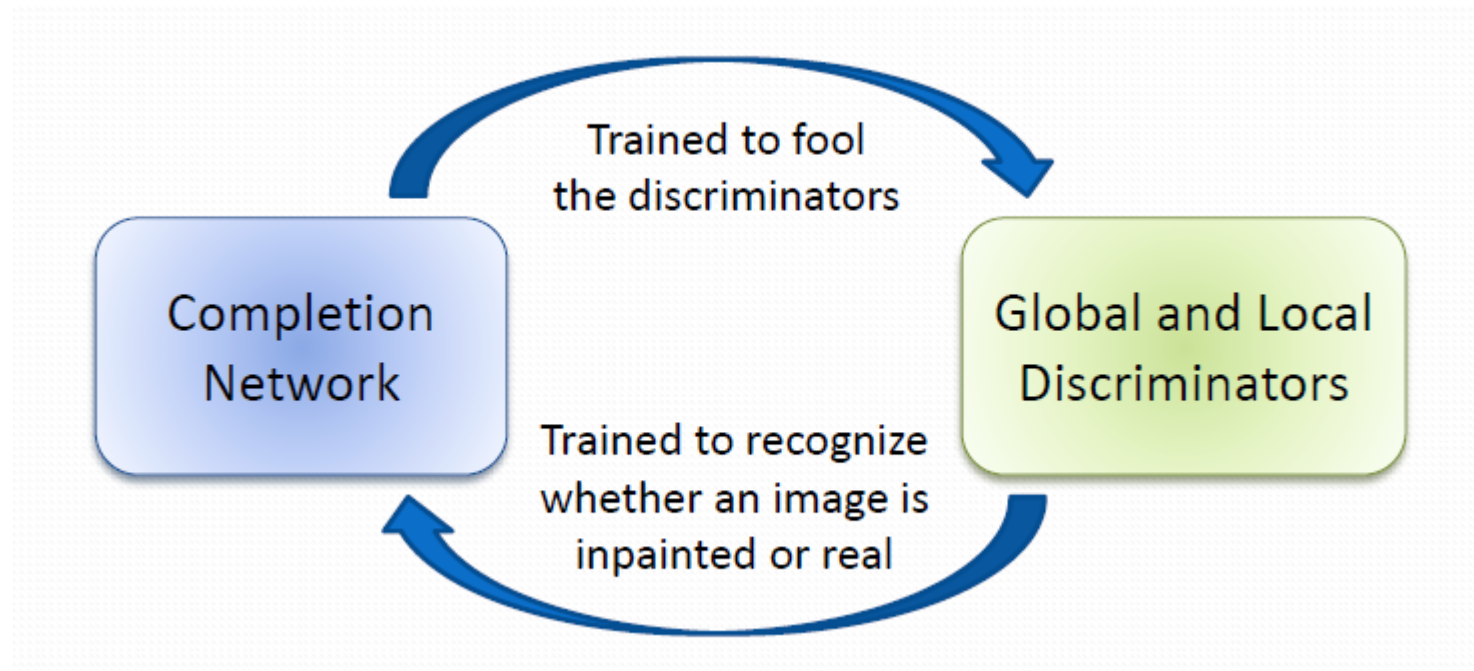 Trained to fool
the discriminators
Completion
Network
Global and Local
Discriminators
Trained to recognize
whether an image is
inpainted or real